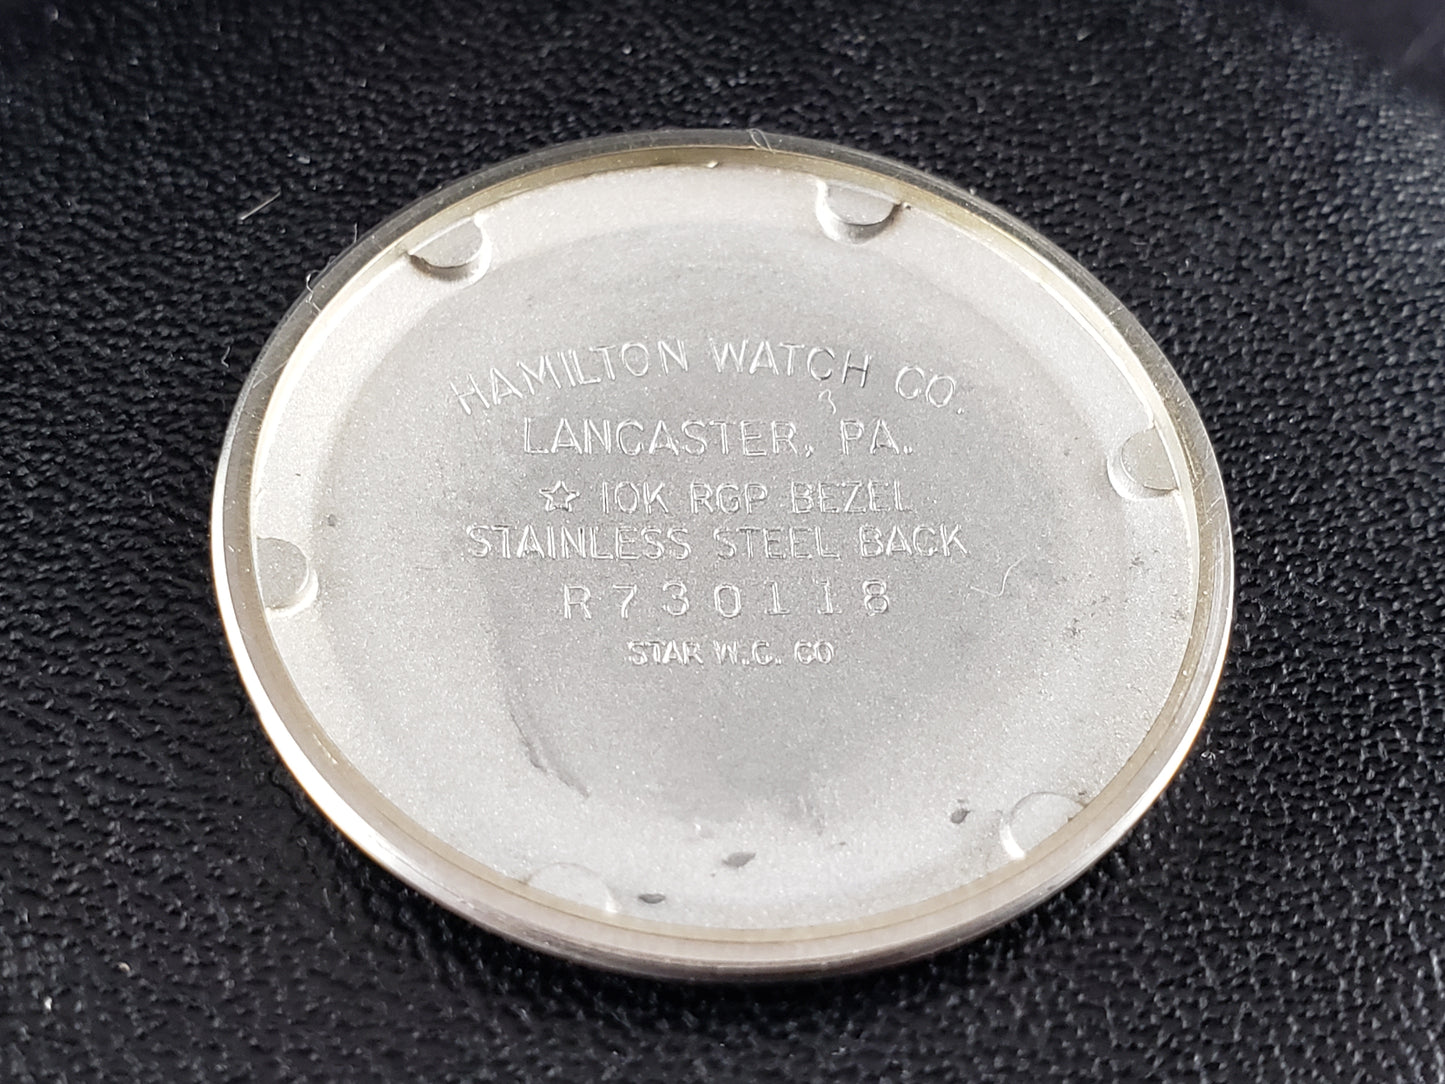 HAMILTON WATCH CO.
LANCASTER, PA.
☆ 10K RGP BEZEL
STAINLESS STEEL BACK
R730118
STAR W.C. CO